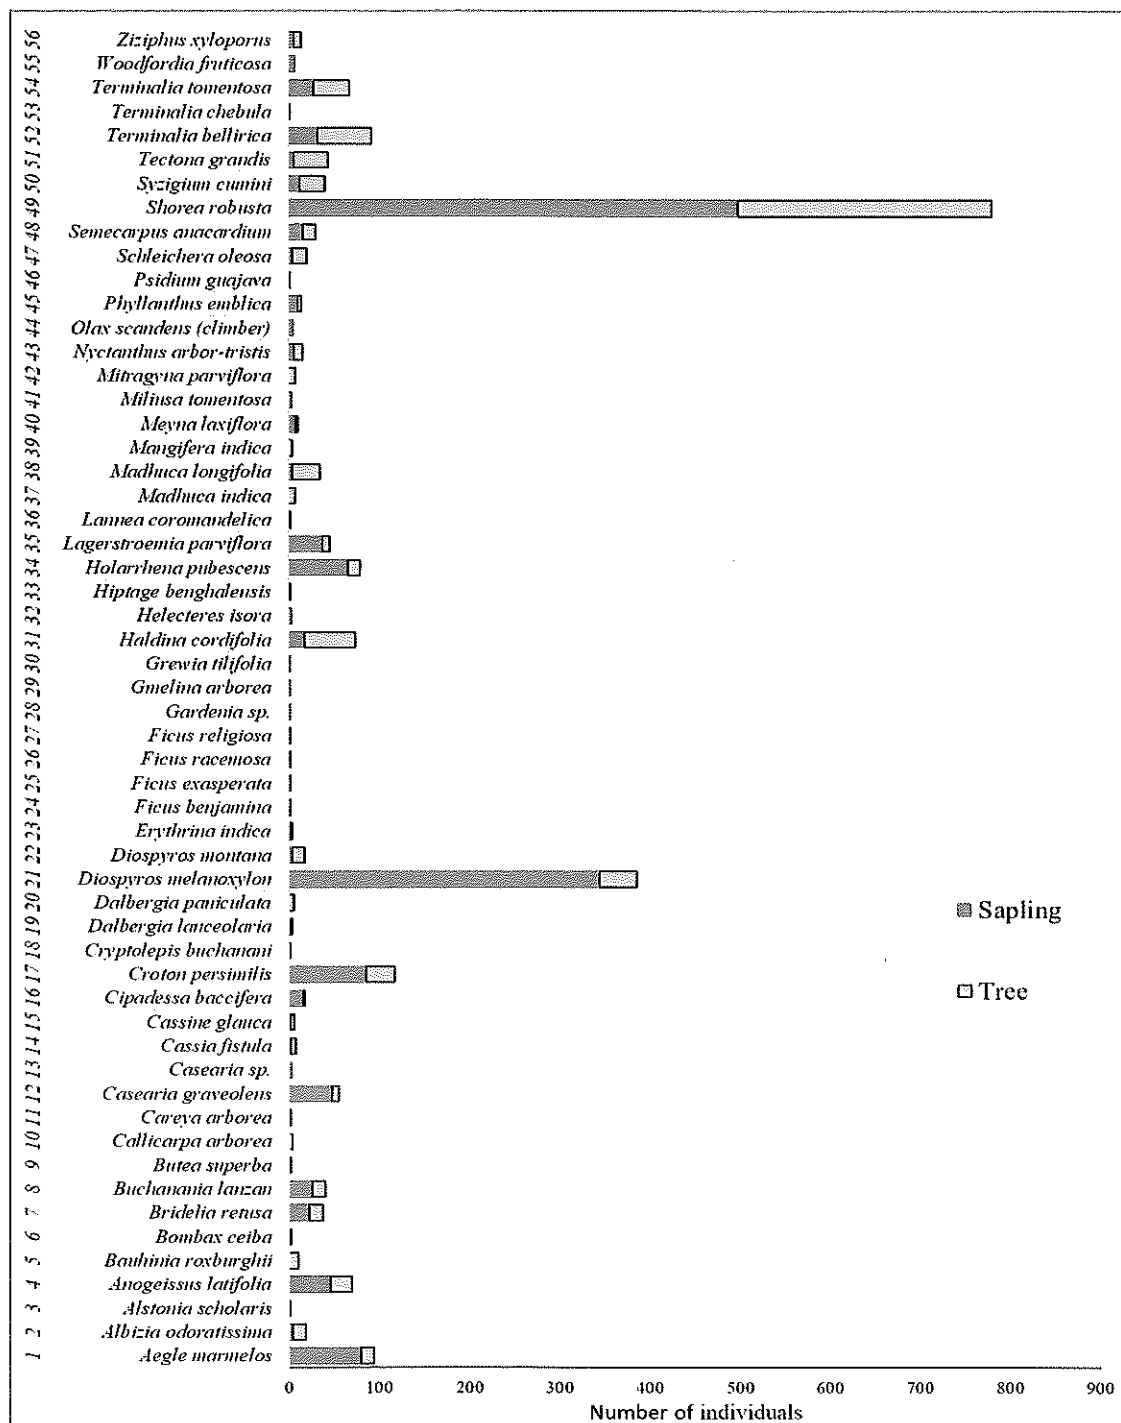 56 Ziziphus xyloporus
55 Woodfordia fruticosa
54 Terminalia tomentosa
53 Terminalia chebula
52 Terminalia bellirica
51 Tectona grandis
50 Syzigium cumini
49 Shorea robusta
48 Semecarpus anacardium
47 Schleichera oleosa
46 Psidium guajava
45 Phyllanthus emblica
44 Olax scandens (climber)
43 Nyctanthus arbor-tristis
42 Mitragyna parviflora
41 Miliusa tomentosa
40 Meyna laxiflora
39 Mangifera indica
38 Madhuca longifolia
37 Madhuca indica
36 Lannea coromandelica
35 Lagerstroemia parviflora
34 Holarrhena pubescens
33 Hiptage benghalensis
32 Helecteres isora
31 Haldina cordifolia
30 Grewia tilifolia
29 Gmelina arborea
28 Gardenia sp.
27 Ficus religiosa
26 Ficus racemosa
25 Ficus exasperata
24 Ficus benjamina
23 Erythrina indica
22 Diospyros montana
21 Diospyros melanoxylon
20 Dalbergia paniculata
19 Dalbergia lanceolaria
18 Cryptolepis buchanani
17 Croton persimilis
16 Cipadessa baccifera
15 Cassine glauca
14 Cassia fistula
13 Casearia sp.
12 Casearia graveolens
11 Careya arborea
10 Callicarpa arborea
9 Butea superba
8 Buchanania lanzan
7 Bridelia retusa
6 Bombax ceiba
5 Bauhinia roxburghii
4 Anogeissus latifolia
3 Alstonia scholaris
2 Albizia odoratissima
1 Aegle marmelos
Sapling
Tree
0 100 200 300 400 500 600 700 800 900
Number of individuals